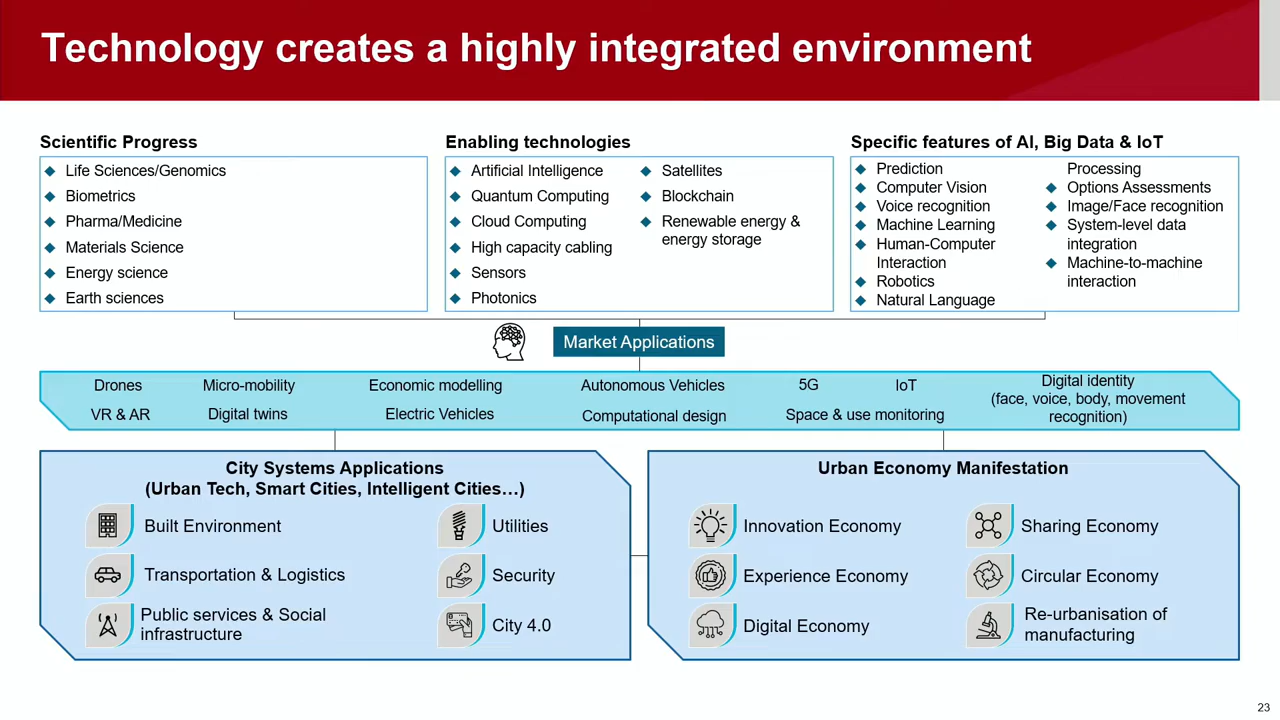 Technology creates a highly integrated environment
Scientific Progress
Life Sciences/Genomics
Biometrics
Pharma/Medicine
Materials Science
Energy science
Earth sciences
Enabling technologies
Artificial Intelligence
Quantum Computing
Cloud Computing
High capacity cabling
Sensors
Photonics
Satellites
Blockchain
Renewable energy &
energy storage
Specific features of AI, Big Data & IoT
Prediction
Computer Vision
Voice recognition
Machine Learning
Human-Computer
Interaction
Robotics
Natural Language
Processing
Options Assessments
Image/Face recognition
System-level data
integration
Machine-to-machine
interaction
Market Applications
Drones
Micro-mobility
Economic modelling
Autonomous Vehicles
5G
IoT
Digital identity
(face, voice, body, movement
recognition)
VR & AR
Digital twins
Electric Vehicles
Computational design
Space & use monitoring
City Systems Applications
(Urban Tech, Smart Cities, Intelligent Cities…)
Built Environment
Transportation & Logistics
Public services & Social
infrastructure
Utilities
Security
City 4.0
Urban Economy Manifestation
Innovation Economy
Experience Economy
Digital Economy
Sharing Economy
Circular Economy
Re-urbanisation of
manufacturing
23